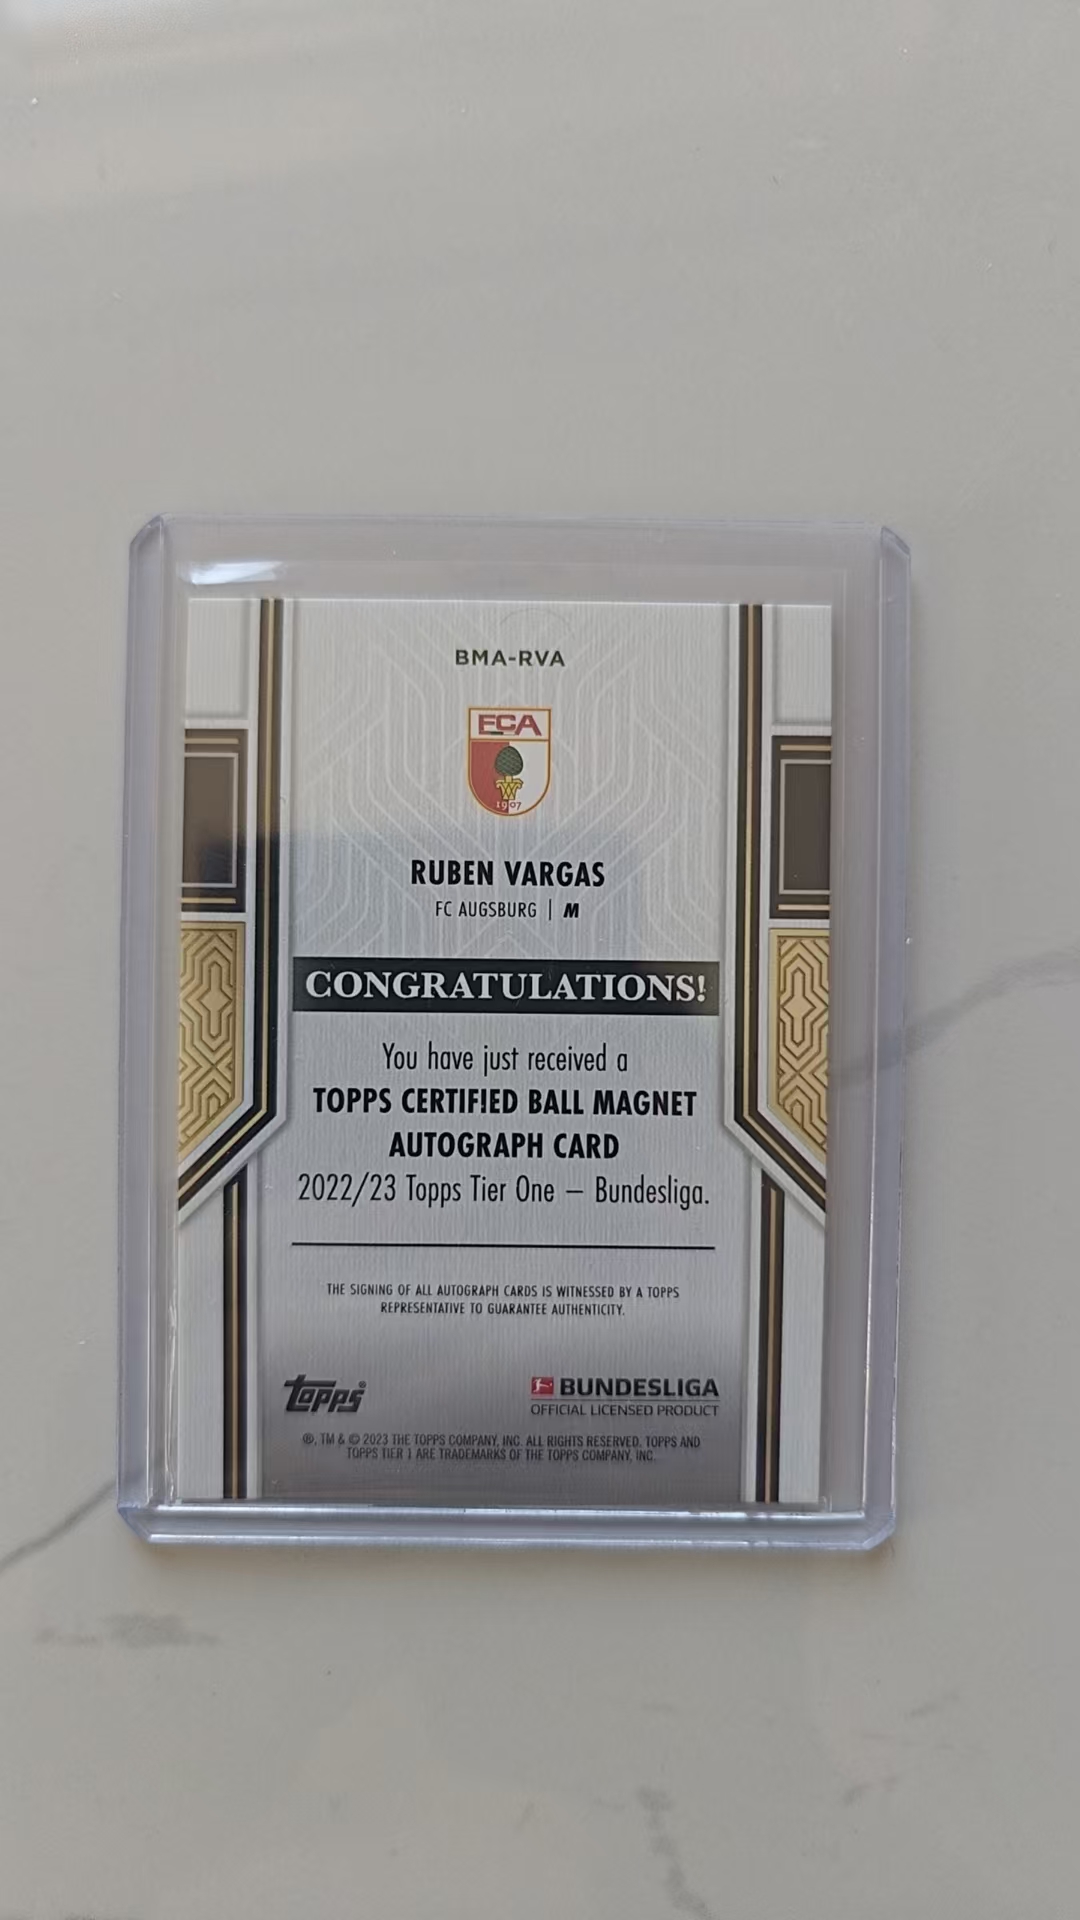 BMA-RVA
FCA
1907
RUBEN VARGAS
FC AUGSBURG | M
CONGRATULATIONS!
You have just received a
TOPPS CERTIFIED BALL MAGNET
AUTOGRAPH CARD
2022/23 Topps Tier One – Bundesliga.
THE SIGNING OF ALL AUTOGRAPH CARDS IS WITNESSED BY A TOPPS
REPRESENTATIVE TO GUARANTEE AUTHENTICITY.
topps®
BUNDESLIGA
OFFICIAL LICENSED PRODUCT
®, TM & © 2023 THE TOPPS COMPANY, INC. ALL RIGHTS RESERVED. TOPPS AND
TOPPS TIER 1 ARE TRADEMARKS OF THE TOPPS COMPANY, INC.